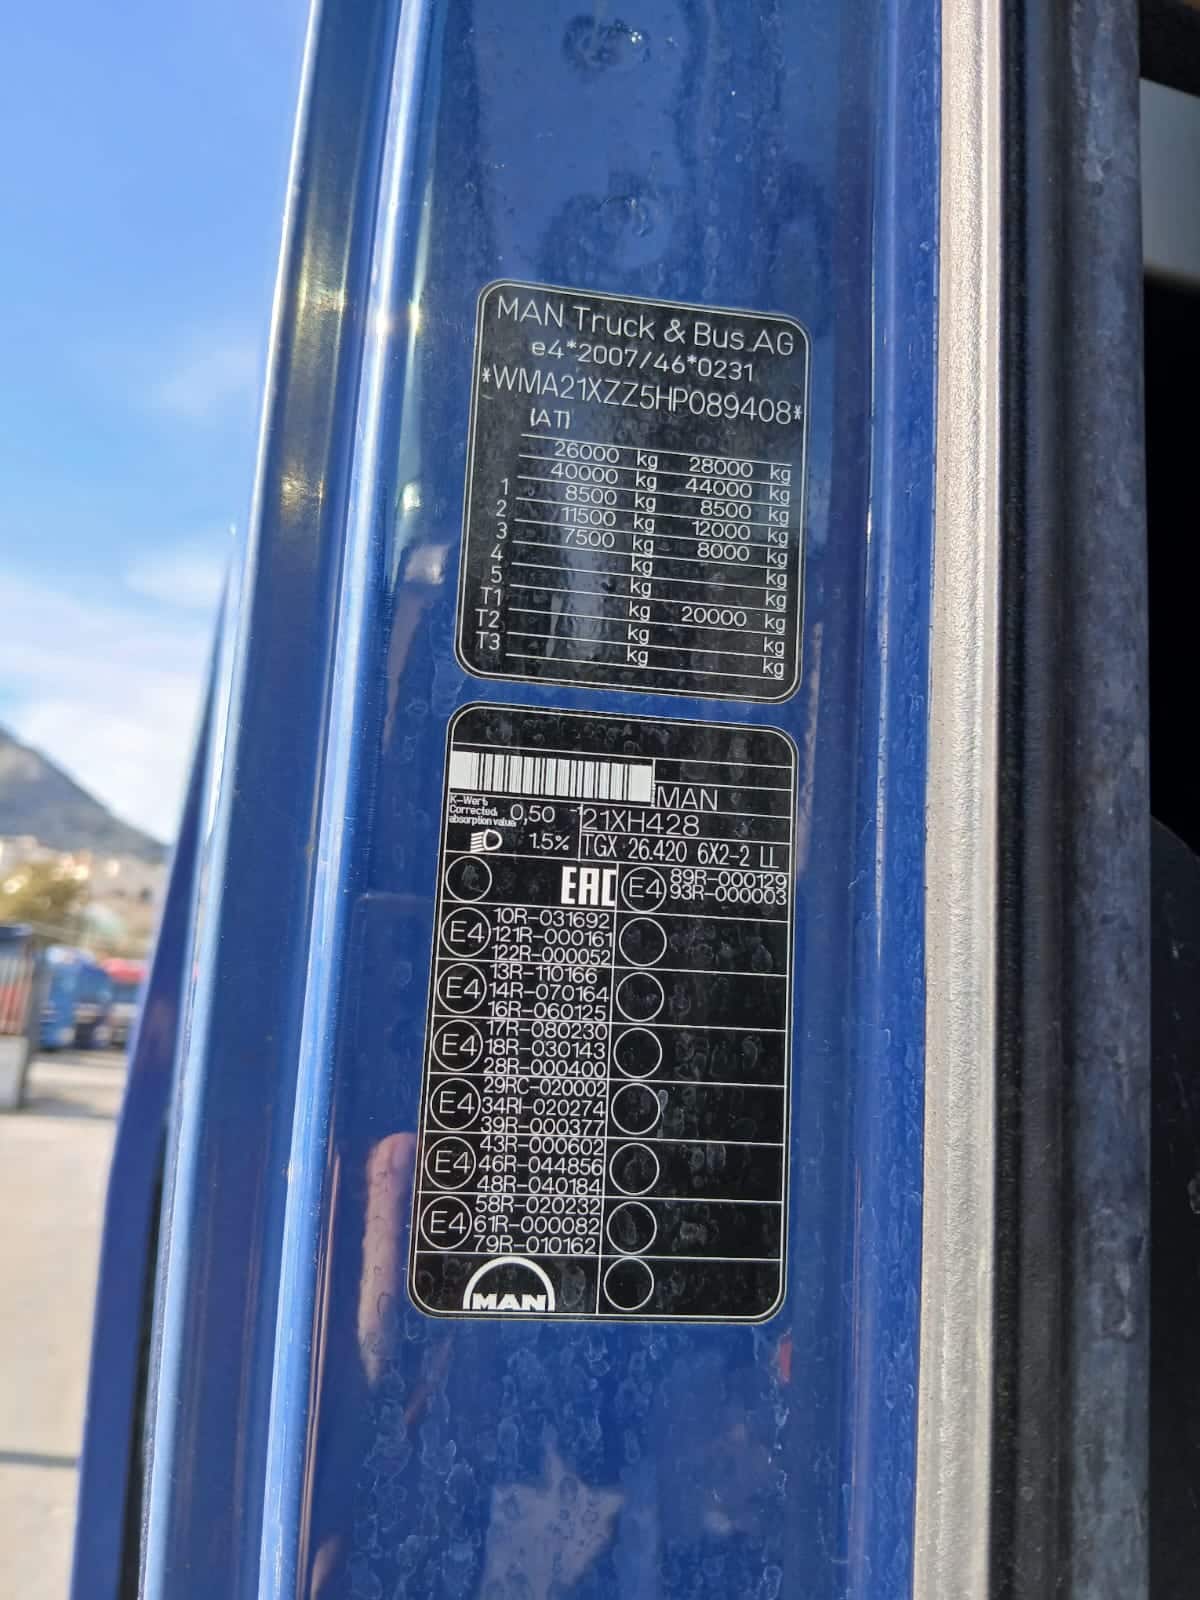 MAN Truck & Bus AG
e4*2007/46*0231
*WMA21XZZ5HP089408*
(AT)
26000 kg 28000 kg
40000 kg 44000 kg
1 8500 kg 8500 kg
2 11500 kg 12000 kg
3 7500 kg 8000 kg
4 kg kg
5 kg kg
T1 kg 20000 kg
T2 kg kg
T3 kg kg
MAN
K-Wert
Corrected
absorption value
0,50 -1
21XH428
1.5%
TGX 26.420 6X2-2 LL
EAC
E4
89R-000129
93R-000003
E4
10R-031692
121R-000161
122R-000052
E4
13R-110166
14R-070164
16R-060125
E4
17R-080230
18R-030143
28R-000400
E4
29RC-020002
34RI-020274
39R-000377
E4
43R-000602
46R-044856
48R-040184
E4
58R-020232
61R-000082
79R-010162
MAN